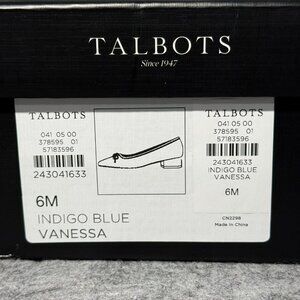 TALBOTS
Since 1947
TALBOTS
041 05 00
378595 01
57183596
243041633
6M
INDIGO BLUE
VANESSA
TALBOTS
041 05 00
378595 01
57183596
243041633
INDIGO BLUE
VANESSA
6M
CN2298
Made in China